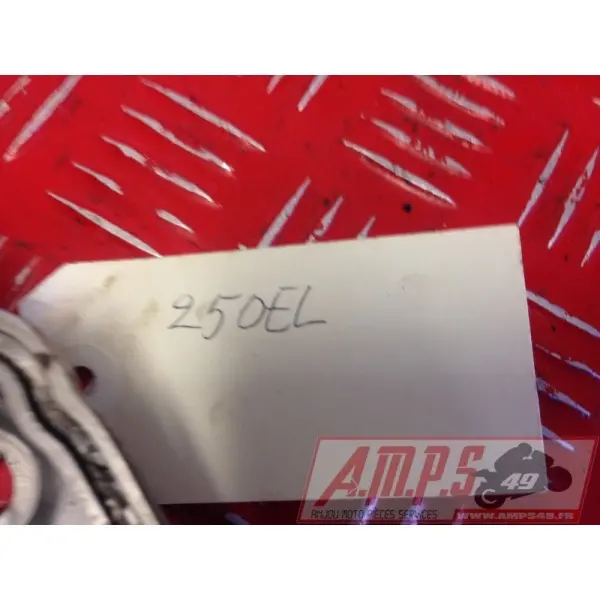 250EL
A.M.P.S
49
ANJOU MOTO PIECES SERVICES
WWW.AMPS49.FR